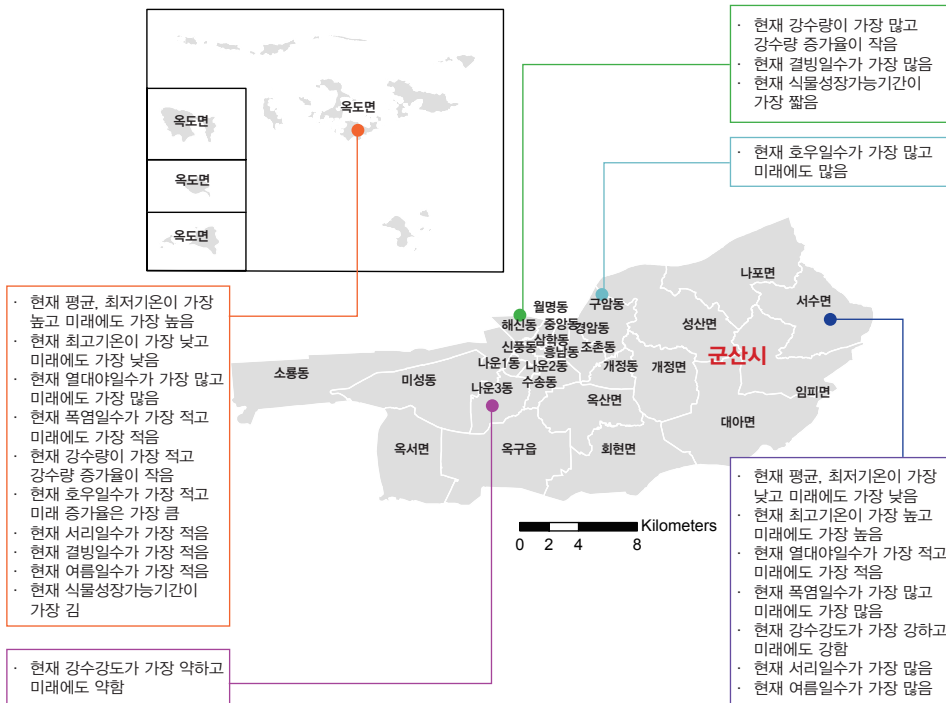 · 현재 강수량이 가장 많고
강수량 증가율이 작음
· 현재 결빙일수가 가장 많음
· 현재 식물성장가능기간이
가장 짧음
· 현재 호우일수가 가장 많고
미래에도 많음
옥도면
옥도면
옥도면
옥도면
· 현재 평균, 최저기온이 가장
높고 미래에도 가장 높음
· 현재 최고기온이 가장 낮고
미래에도 가장 낮음
· 현재 열대야일수가 가장 많고
미래에도 가장 많음
· 현재 폭염일수가 가장 적고
미래에도 가장 적음
· 현재 강수량이 가장 적고
강수량 증가율이 작음
· 현재 호우일수가 가장 적고
미래 증가율은 가장 큼
· 현재 서리일수가 가장 적음
· 현재 결빙일수가 가장 적음
· 현재 여름일수가 가장 적음
· 현재 식물성장가능기간이
가장 김
· 현재 강수강도가 가장 약하고
미래에도 약함
나포면
서수면
월명동
구암동
해신동
중앙동
경암동
성산면
삼학동
신풍동
흥남동
조촌동
군산시
나운1동
나운2동
개정동
개정면
소룡동
미성동
나운3동
수송동
임피면
옥산면
대야면
옥서면
옥구읍
회현면
Kilometers
0 2 4 8
· 현재 평균, 최저기온이 가장
낮고 미래에도 가장 낮음
· 현재 최고기온이 가장 높고
미래에도 가장 높음
· 현재 열대야일수가 가장 적고
미래에도 가장 적음
· 현재 폭염일수가 가장 많고
미래에도 가장 많음
· 현재 강수강도가 가장 강하고
미래에도 강함
· 현재 서리일수가 가장 많음
· 현재 여름일수가 가장 많음